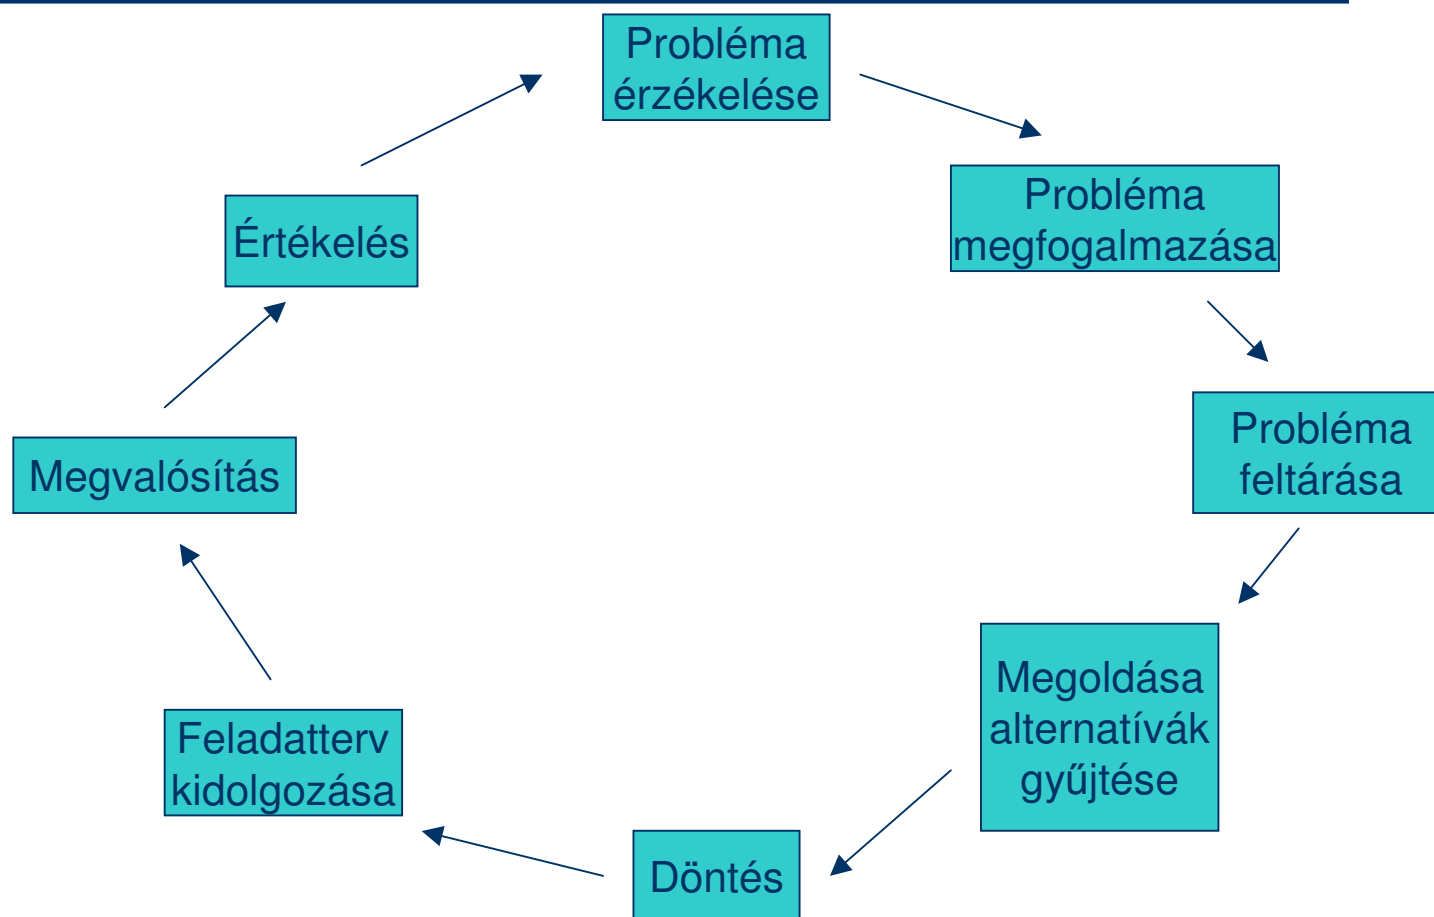 Probléma
érzékelése
Probléma
megfogalmazása
Probléma
feltárása
Megoldása
alternatívák
gyűjtése
Döntés
Feladatterv
kidolgozása
Megvalósítás
Értékelés